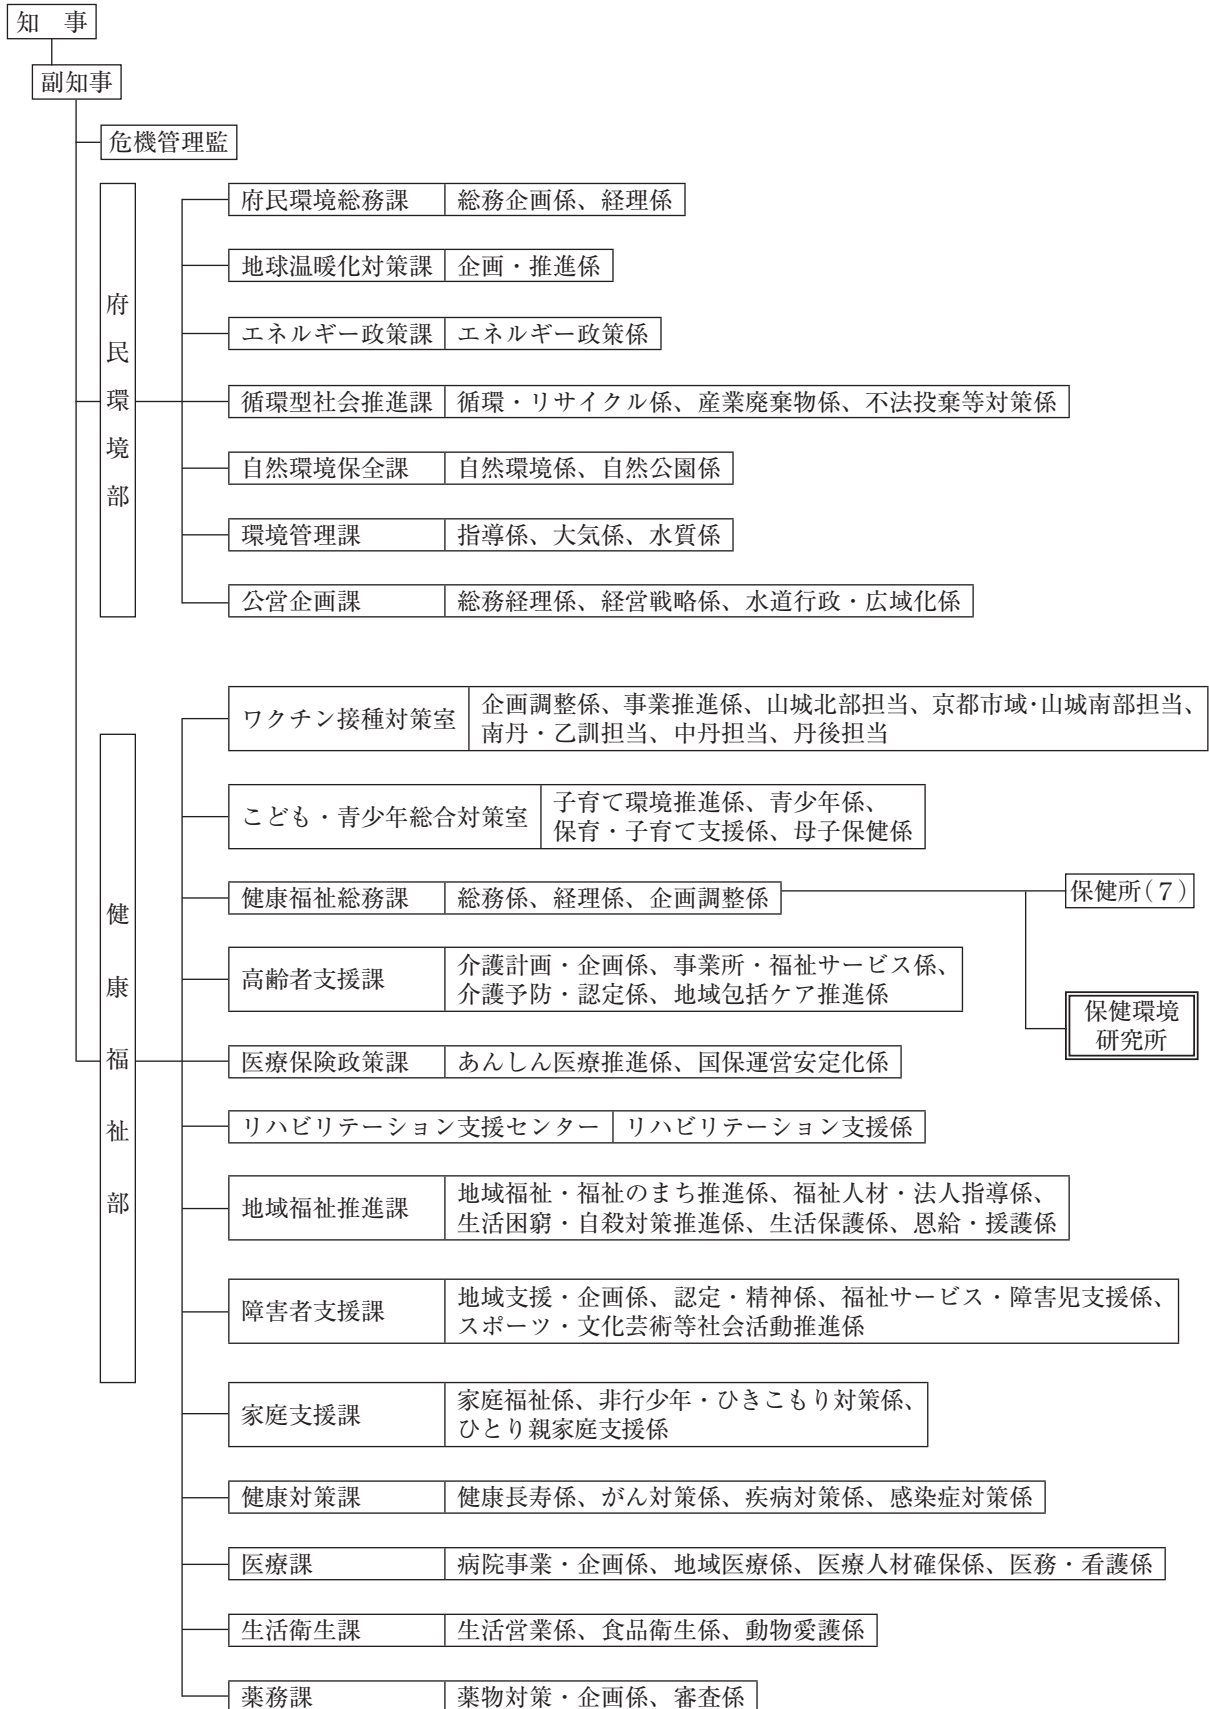 知　事
副知事
危機管理監
府民環境部
府民環境総務課　総務企画係、経理係
地球温暖化対策課　企画・推進係
エネルギー政策課　エネルギー政策係
循環型社会推進課　循環・リサイクル係、産業廃棄物係、不法投棄等対策係
自然環境保全課　自然環境係、自然公園係
環境管理課　指導係、大気係、水質係
公営企画課　総務経理係、経営戦略係、水道行政・広域化係
健康福祉部
ワクチン接種対策室　企画調整係、事業推進係、山城北部担当、京都市域・山城南部担当、
南丹・乙訓担当、中丹担当、丹後担当
こども・青少年総合対策室　子育て環境推進係、青少年係、
保育・子育て支援係、母子保健係
健康福祉総務課　総務係、経理係、企画調整係
保健所(７)
保健環境
研究所
高齢者支援課　介護計画・企画係、事業所・福祉サービス係、
介護予防・認定係、地域包括ケア推進係
医療保険政策課　あんしん医療推進係、国保運営安定化係
リハビリテーション支援センター　リハビリテーション支援係
地域福祉推進課　地域福祉・福祉のまち推進係、福祉人材・法人指導係、
生活困窮・自殺対策推進係、生活保護係、恩給・援護係
障害者支援課　地域支援・企画係、認定・精神係、福祉サービス・障害児支援係、
スポーツ・文化芸術等社会活動推進係
家庭支援課　家庭福祉係、非行少年・ひきこもり対策係、
ひとり親家庭支援係
健康対策課　健康長寿係、がん対策係、疾病対策係、感染症対策係
医療課　病院事業・企画係、地域医療係、医療人材確保係、医務・看護係
生活衛生課　生活営業係、食品衛生係、動物愛護係
薬務課　薬物対策・企画係、審査係